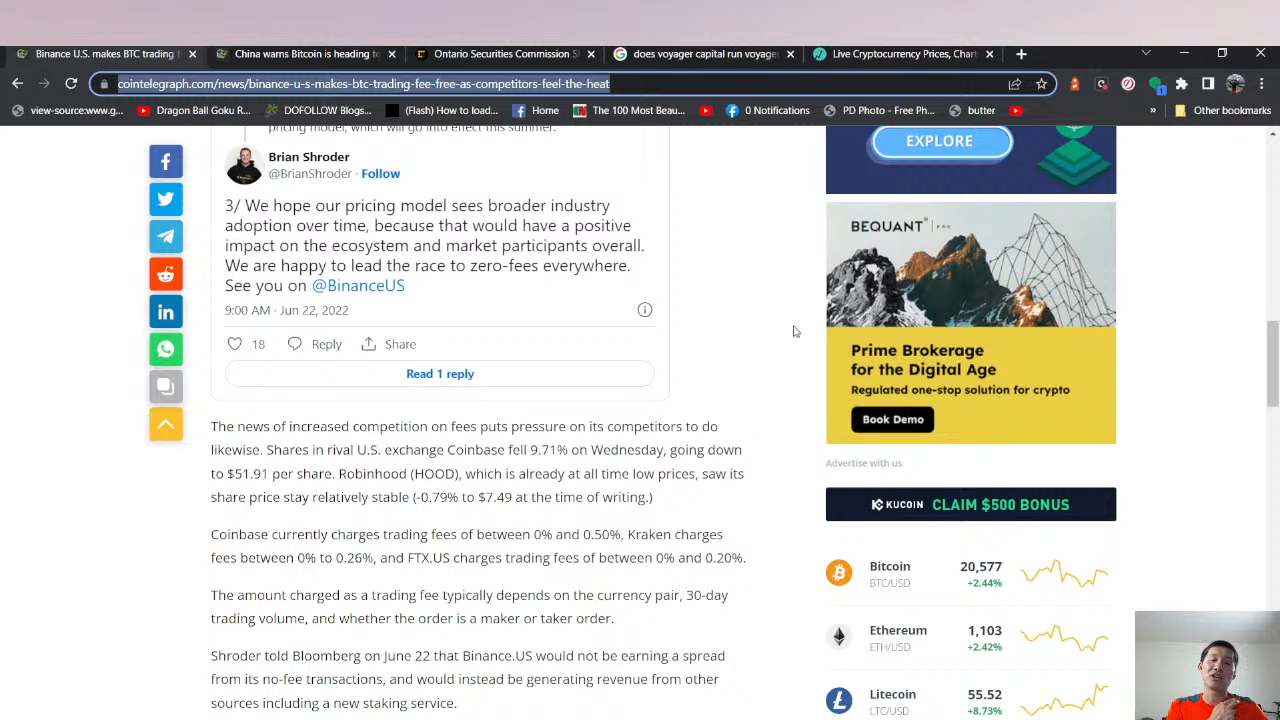 Binance U.S. makes BTC trading f
China warns Bitcoin is heading to
Ontario Securities Commission S
does voyager capital run voyage
Live Cryptocurrency Prices, Chart
cointelegraph.com/news/binance-u-s-makes-btc-trading-fee-free-as-competitors-feel-the-heat
view-source:www.g...
Dragon Ball Goku R...
DOFOLLOW Blogs...
(Flash) How to load...
Home
The 100 Most Beau...
0 Notifications
PD Photo - Free Ph...
butter
»
Other bookmarks
pricing model, which will go into effect this summer.
Brian Shroder
@BrianShroder · Follow
3/ We hope our pricing model sees broader industry
adoption over time, because that would have a positive
impact on the ecosystem and market participants overall.
We are happy to lead the race to zero-fees everywhere.
See you on @BinanceUS
9:00 AM · Jun 22, 2022
18
Reply
Share
Read 1 reply
The news of increased competition on fees puts pressure on its competitors to do
likewise. Shares in rival U.S. exchange Coinbase fell 9.71% on Wednesday, going down
to $51.91 per share. Robinhood (HOOD), which is already at all time low prices, saw its
share price stay relatively stable (-0.79% to $7.49 at the time of writing.)
Coinbase currently charges trading fees of between 0% and 0.50%, Kraken charges
fees between 0% to 0.26%, and FTX.US charges trading fees of between 0% and 0.20%.
The amount charged as a trading fee typically depends on the currency pair, 30-day
trading volume, and whether the order is a maker or taker order.
Shroder told Bloomberg on June 22 that Binance.US would not be earning a spread
from its no-fee transactions, and would instead be generating revenue from other
sources including a new staking service.
EXPLORE
BEQUANT PRO
Prime Brokerage
for the Digital Age
Regulated one-stop solution for crypto
Book Demo
Advertise with us
KUCOIN CLAIM $500 BONUS
Bitcoin 20,577
BTC/USD +2.44%
Ethereum 1,103
ETH/USD +2.42%
Litecoin 55.52
LTC/USD +8.73%